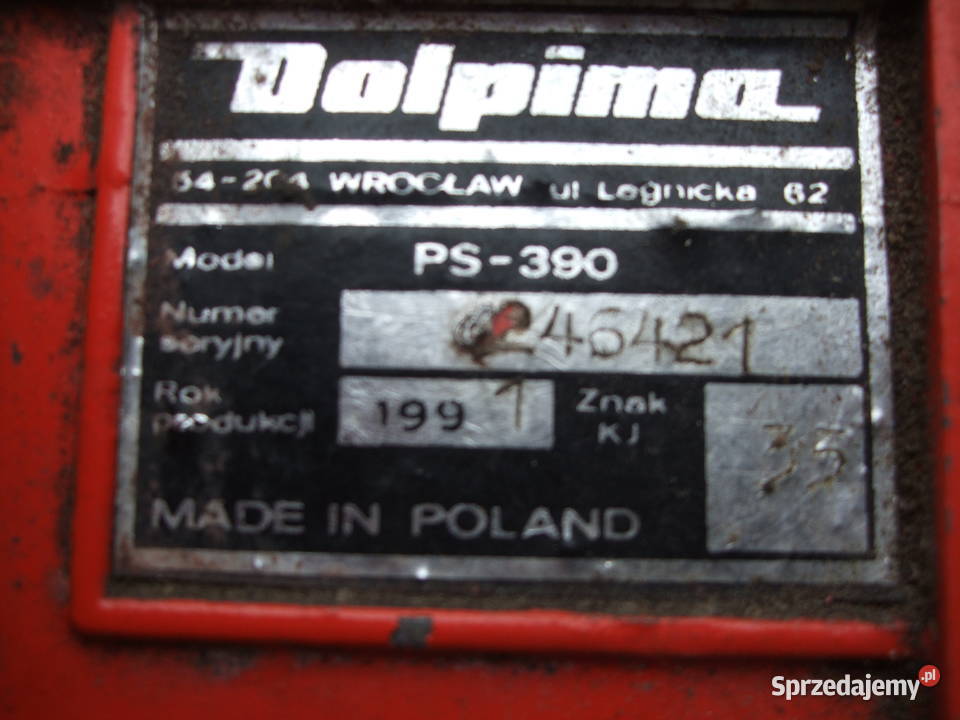 Dolpima
54-204 WROCŁAW ul Legnicka 62
Model PS-390
Numer seryjny 246421
Rok produkcji 1991 Znak KJ 35
MADE IN POLAND
Sprzedajemy.pl